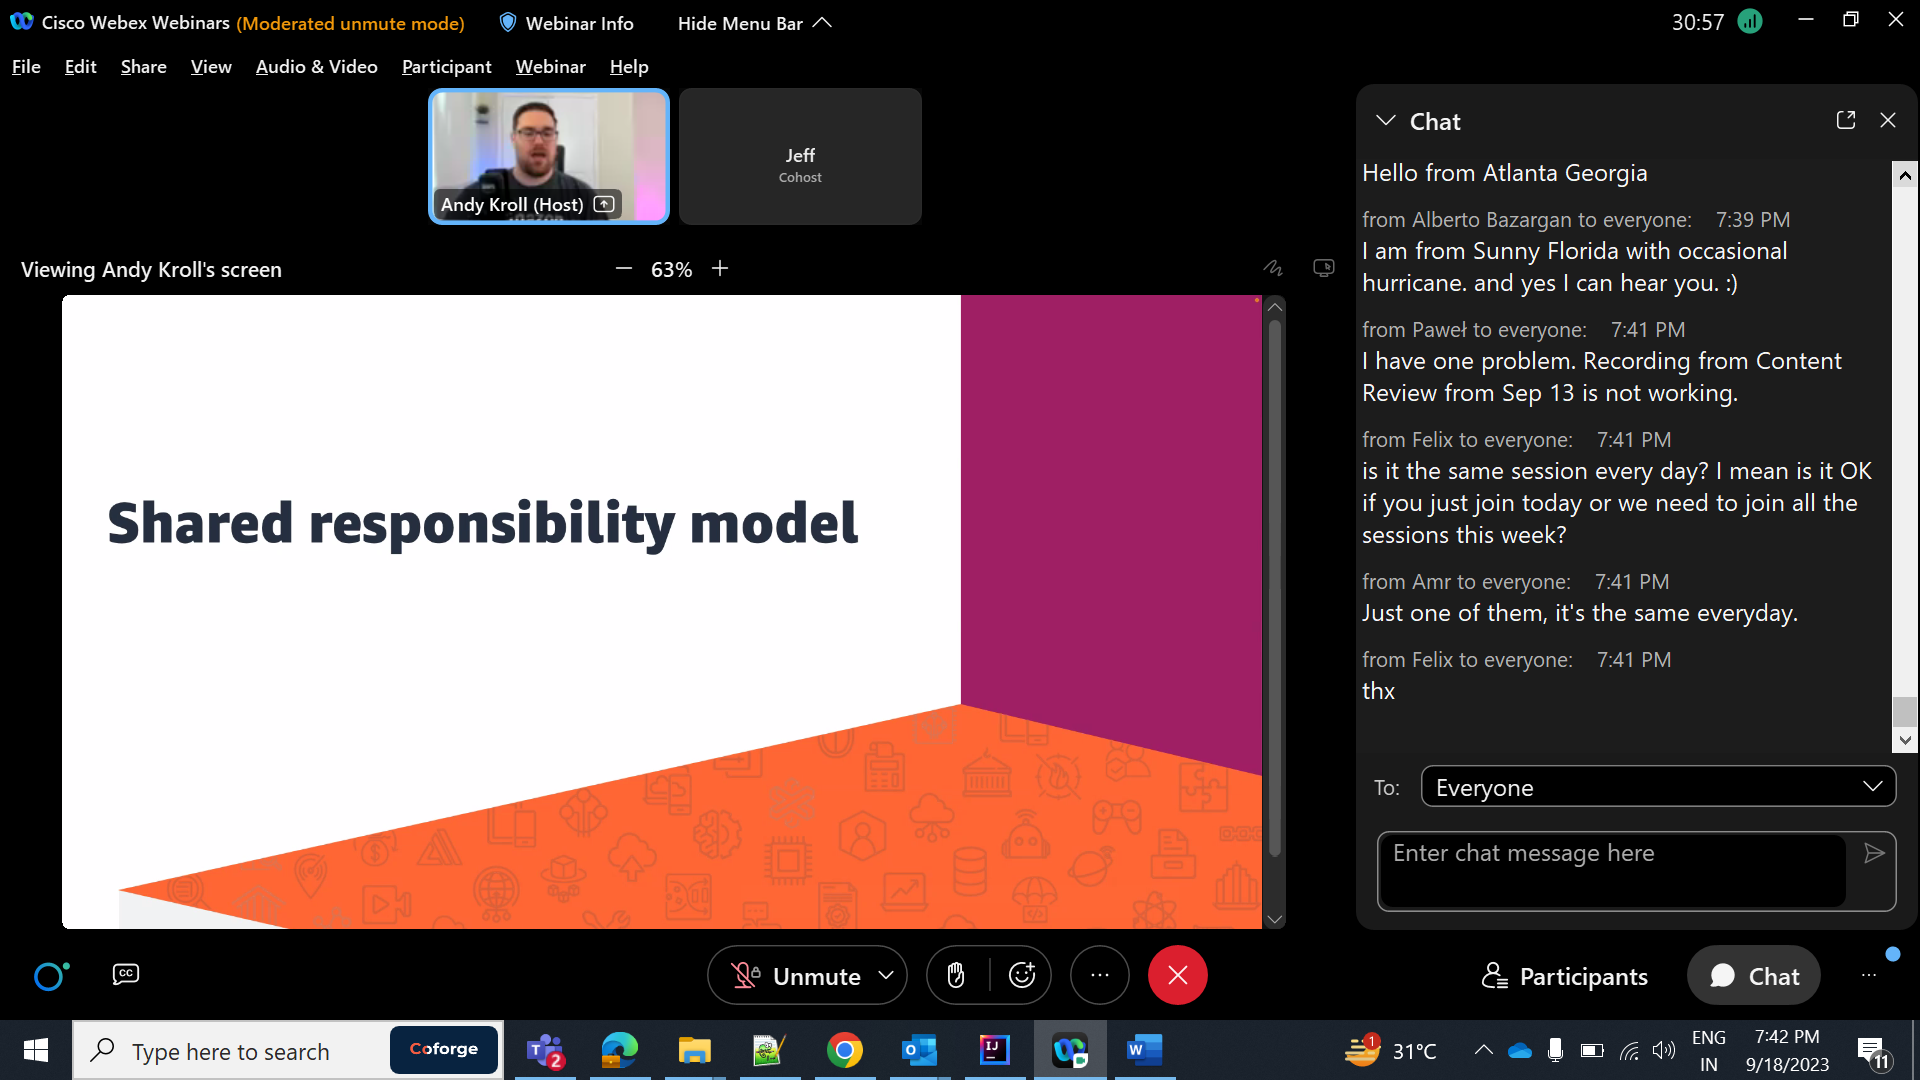 Cisco Webex Webinars (Moderated unmute mode) Webinar Info Hide Menu Bar 30:57
File Edit Share View Audio & Video Participant Webinar Help
Andy Kroll (Host)
Jeff
Cohost
Viewing Andy Kroll's screen 63%
Shared responsibility model
Chat
Hello from Atlanta Georgia
from Alberto Bazargan to everyone: 7:39 PM
I am from Sunny Florida with occasional
hurricane. and yes I can hear you. :)
from Paweł to everyone: 7:41 PM
I have one problem. Recording from Content
Review from Sep 13 is not working.
from Felix to everyone: 7:41 PM
is it the same session every day? I mean is it OK
if you just join today or we need to join all the
sessions this week?
from Amr to everyone: 7:41 PM
Just one of them, it's the same everyday.
from Felix to everyone: 7:41 PM
thx
To: Everyone
Enter chat message here
CC Unmute Participants Chat
Type here to search Coforge 2 1 31°C ENG 7:42 PM
IN 9/18/2023 11